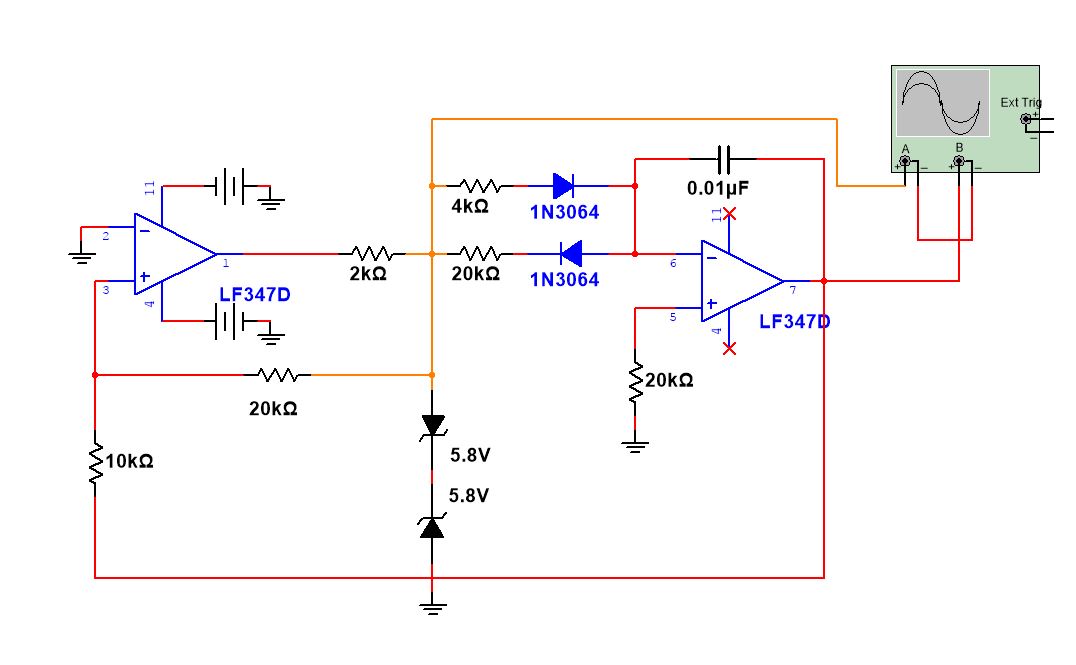 Ext Trig
+
−
A
B
+ − + −
0.01µF
4kΩ
1N3064
11
11
2
−
+
3
1
4
LF347D
2kΩ
20kΩ
1N3064
6
−
+
5
7
4
LF347D
20kΩ
20kΩ
10kΩ
5.8V
5.8V